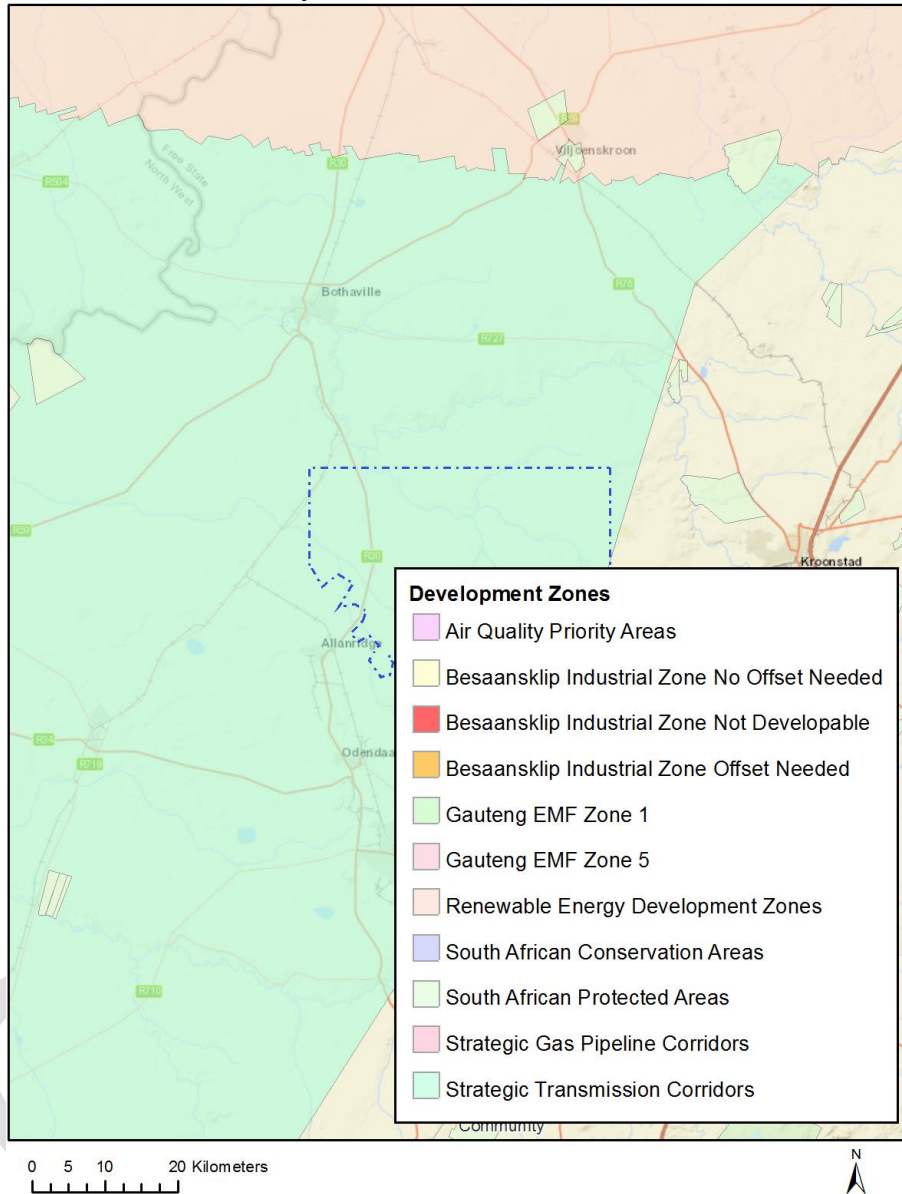 R30
Viljoenskroon
R30
Free State
North West
R504
R76
Bothaville
R727
R59
R30
Kroonstad
Allanridge
R34
R719
Odendaa
R710
Development Zones
Air Quality Priority Areas
Besaansklip Industrial Zone No Offset Needed
Besaansklip Industrial Zone Not Developable
Besaansklip Industrial Zone Offset Needed
Gauteng EMF Zone 1
Gauteng EMF Zone 5
Renewable Energy Development Zones
South African Conservation Areas
South African Protected Areas
Strategic Gas Pipeline Corridors
Strategic Transmission Corridors
Community
0 5 10 20 Kilometers
N